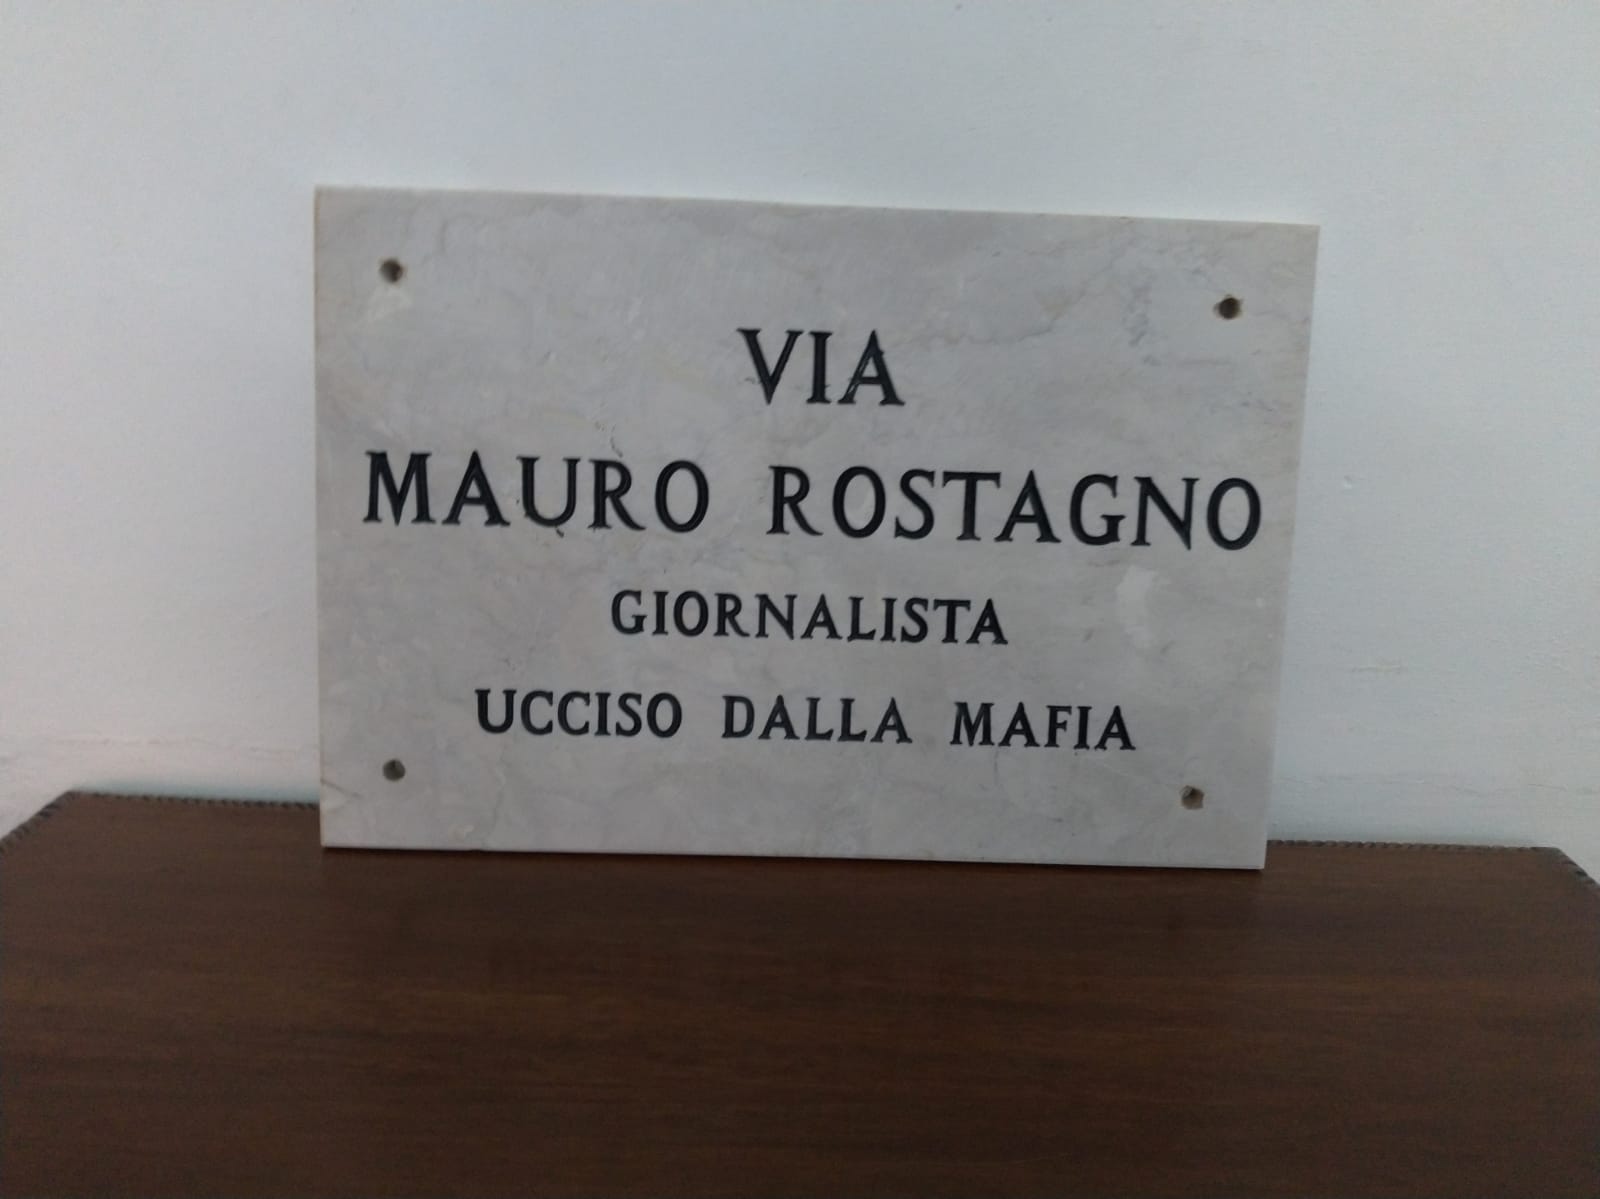 VIA
MAURO ROSTAGNO
GIORNALISTA
UCCISO DALLA MAFIA